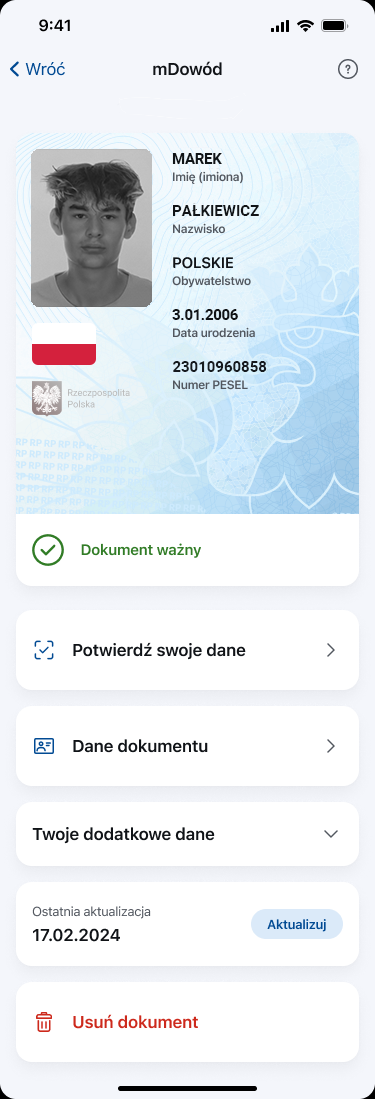 9:41
Wróć
mDowód
MAREK
Imię (imiona)
PAŁKIEWICZ
Nazwisko
POLSKIE
Obywatelstwo
3.01.2006
Data urodzenia
23010960858
Numer PESEL
Rzeczpospolita
Polska
Dokument ważny
Potwierdź swoje dane
Dane dokumentu
Twoje dodatkowe dane
Ostatnia aktualizacja
17.02.2024
Aktualizuj
Usuń dokument